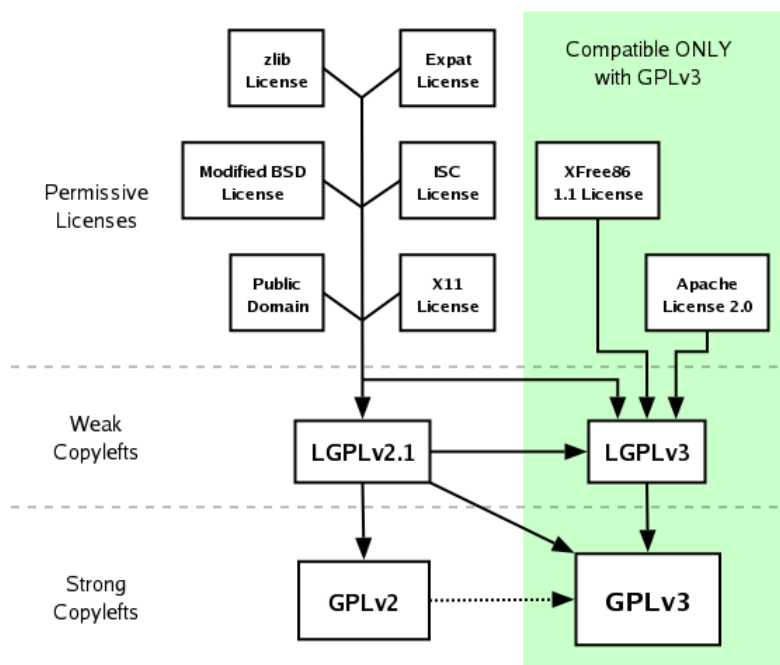 zlib
License
Expat
License
Compatible ONLY
with GPLv3
Permissive
Licenses
Modified BSD
License
ISC
License
XFree86
1.1 License
Public
Domain
X11
License
Apache
License 2.0
Weak
Copylefts
LGPLv2.1
LGPLv3
Strong
Copylefts
GPLv2
GPLv3